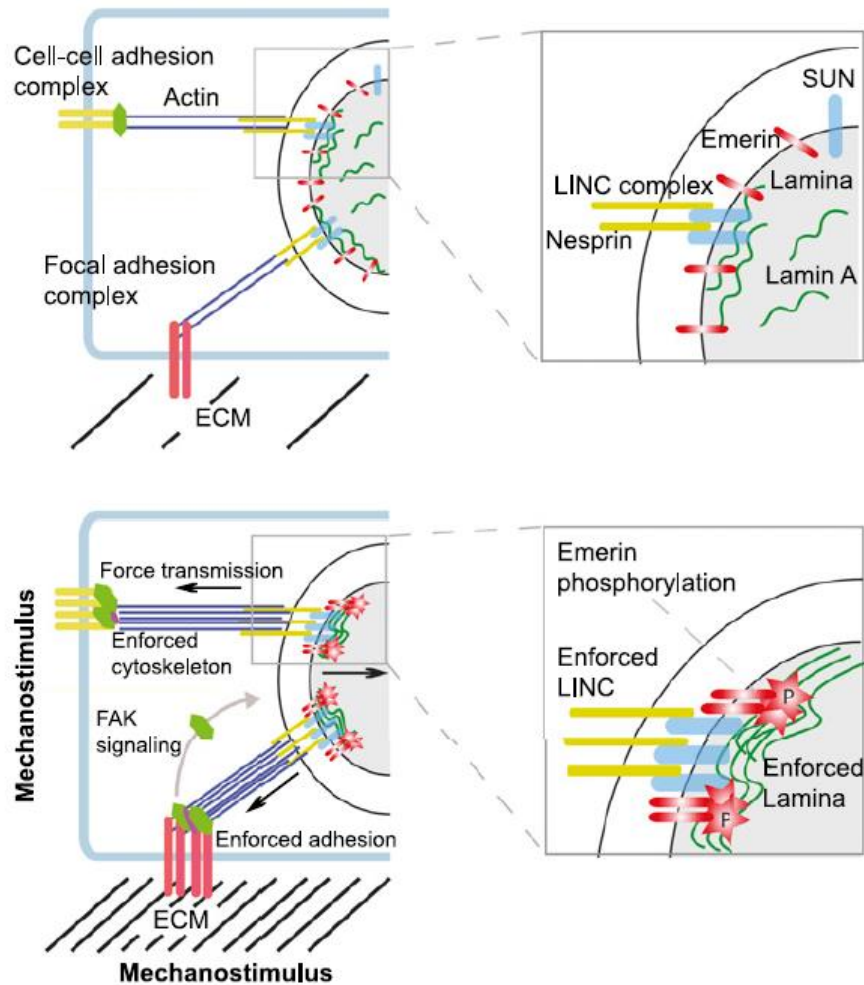 Cell-cell adhesion
complex
Actin
Focal adhesion
complex
ECM
SUN
Emerin
Lamina
LINC complex
Nesprin
Lamin A
Mechanostimulus
Force transmission
Enforced
cytoskeleton
FAK
signaling
Enforced adhesion
ECM
Mechanostimulus
Emerin
phosphorylation
Enforced
LINC
P
Enforced
Lamina
P